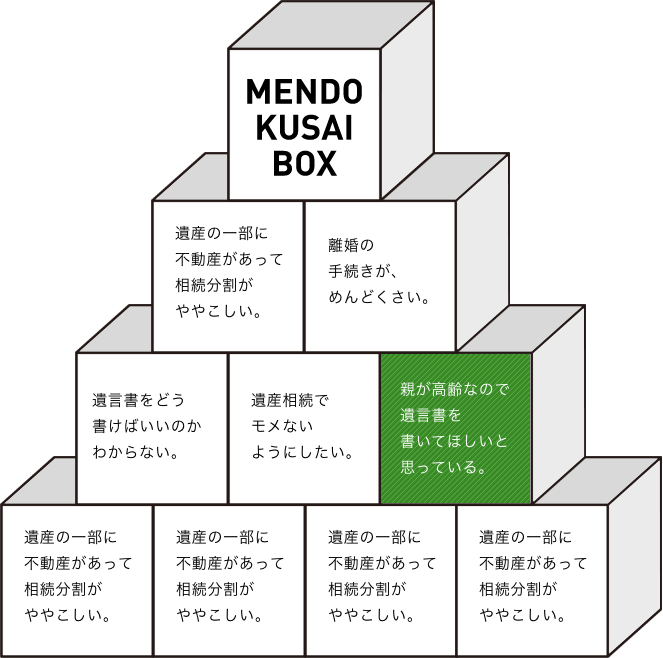 MENDO
KUSAI
BOX
遺産の一部に
不動産があって
相続分割が
ややこしい。
離婚の
手続きが、
めんどくさい。
遺言書をどう
書けばいいのか
わからない。
遺産相続で
モメない
ようにしたい。
親が高齢なので
遺言書を
書いてほしいと
思っている。
遺産の一部に
不動産があって
相続分割が
ややこしい。
遺産の一部に
不動産があって
相続分割が
ややこしい。
遺産の一部に
不動産があって
相続分割が
ややこしい。
遺産の一部に
不動産があって
相続分割が
ややこしい。